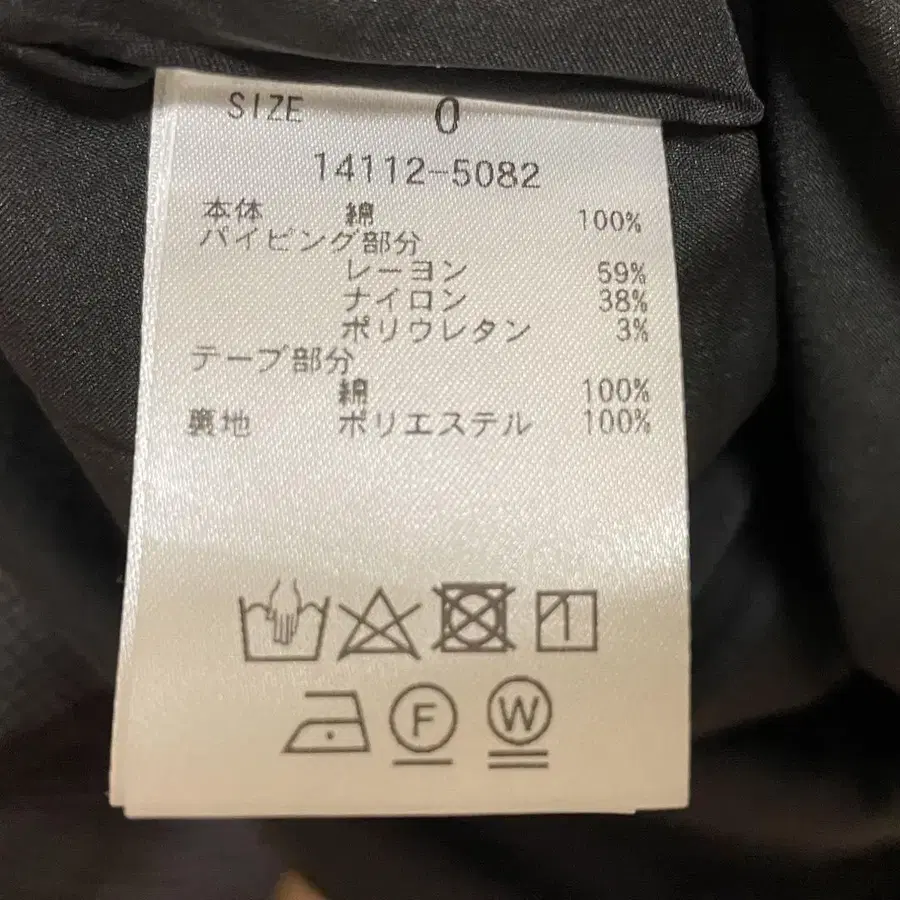 SIZE 0
14112-5082
本体 綿 100%
パイピング部分
レーヨン 59%
ナイロン 38%
ポリウレタン 3%
テープ部分
綿 100%
裏地 ポリエステル 100%
F W